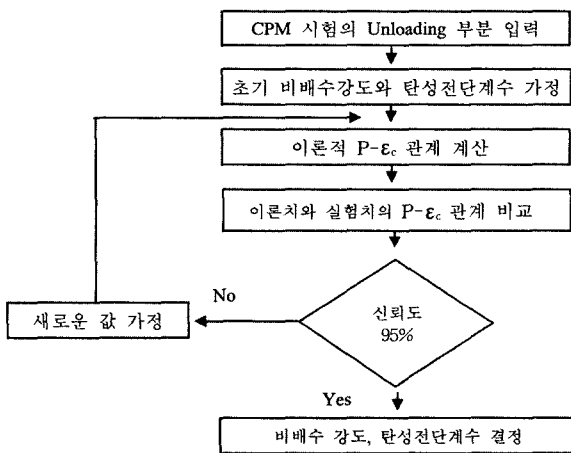 CPM 시험의 Unloading 부분 입력
초기 비배수강도와 탄성전단계수 가정
이론적 P-εc 관계 계산
이론치와 실험치의 P-εc 관계 비교
No
새로운 값 가정
신뢰도
95%
Yes
비배수 강도, 탄성전단계수 결정